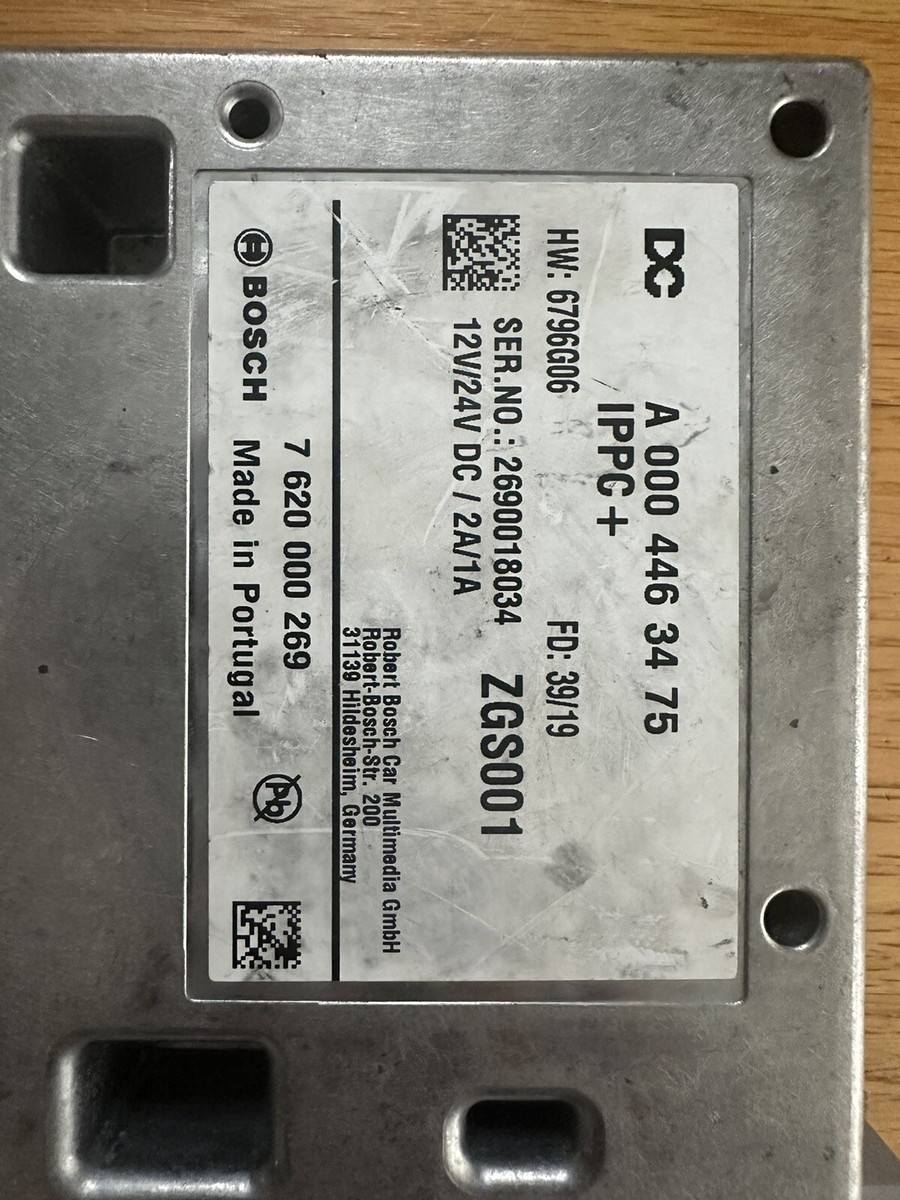 DC A 000 446 34 75
IPPC+
HW: 6796G06 FD: 39/19
SER.NO.: 2690018034 ZGS001
12V/24V DC / 2A/1A
Robert Bosch Car Multimedia GmbH
Robert-Bosch-Str. 200
31139 Hildesheim, Germany
7 620 000 269
BOSCH Made in Portugal
Pb